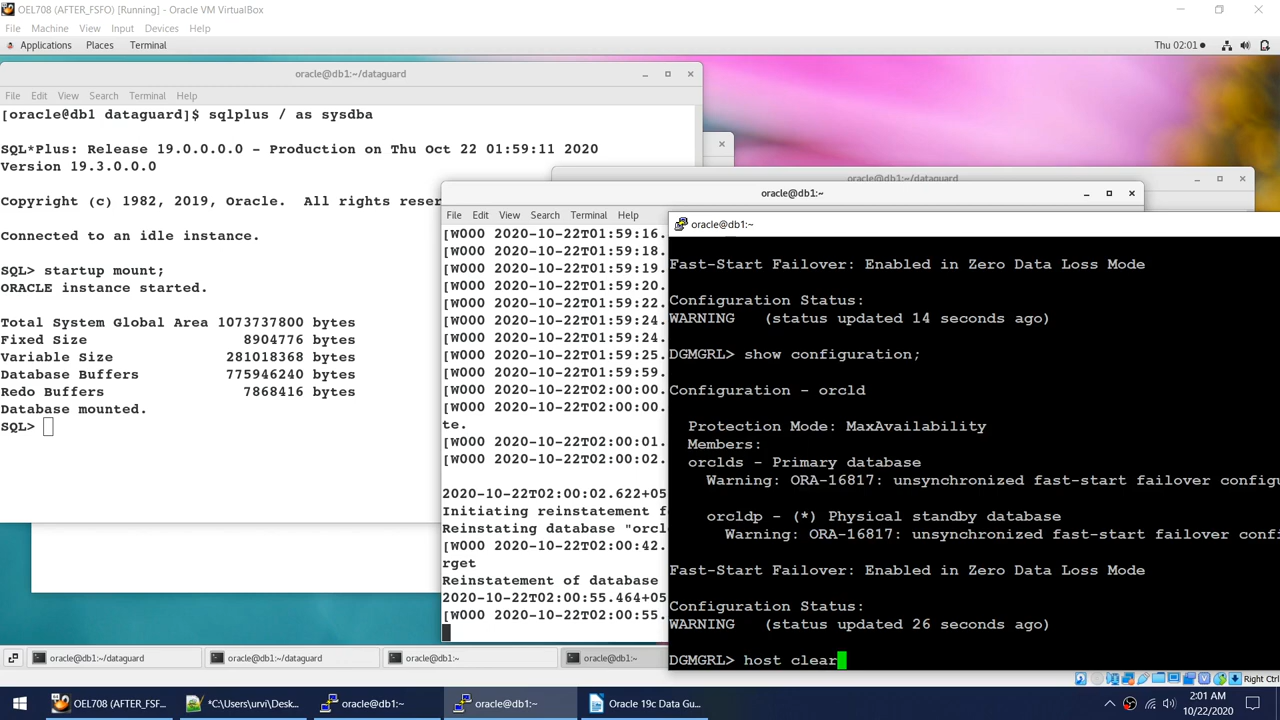 OEL708 (AFTER_FSFO) [Running] - Oracle VM VirtualBox
File Machine View Input Devices Help
Applications Places Terminal
Thu 02:01
oracle@db1:~/dataguard
File Edit View Search Terminal Help
[oracle@db1 dataguard]$ sqlplus / as sysdba
SQL*Plus: Release 19.0.0.0.0 - Production on Thu Oct 22 01:59:11 2020
Version 19.3.0.0.0
Copyright (c) 1982, 2019, Oracle. All rights reser
Connected to an idle instance.
SQL> startup mount;
ORACLE instance started.
Total System Global Area 1073737800 bytes
Fixed Size 8904776 bytes
Variable Size 281018368 bytes
Database Buffers 775946240 bytes
Redo Buffers 7868416 bytes
Database mounted.
SQL>
oracle@db1:~/dataguard
oracle@db1:~
File Edit View Search Terminal Help
[W000 2020-10-22T01:59:16.
[W000 2020-10-22T01:59:18.
[W000 2020-10-22T01:59:19.
[W000 2020-10-22T01:59:20.
[W000 2020-10-22T01:59:22.
[W000 2020-10-22T01:59:24.
[W000 2020-10-22T01:59:24.
[W000 2020-10-22T01:59:25.
[W000 2020-10-22T01:59:59.
[W000 2020-10-22T02:00:00.
[W000 2020-10-22T02:00:00.
te.
[W000 2020-10-22T02:00:01.
[W000 2020-10-22T02:00:02.
2020-10-22T02:00:02.622+05
Initiating reinstatement f
Reinstating database "orcl
[W000 2020-10-22T02:00:42.
rget
Reinstatement of database
2020-10-22T02:00:55.464+05
[W000 2020-10-22T02:00:55.
oracle@db1:~
Fast-Start Failover: Enabled in Zero Data Loss Mode
Configuration Status:
WARNING (status updated 14 seconds ago)
DGMGRL> show configuration;
Configuration - orcld
Protection Mode: MaxAvailability
Members:
orclds - Primary database
Warning: ORA-16817: unsynchronized fast-start failover configu
orcldp - (*) Physical standby database
Warning: ORA-16817: unsynchronized fast-start failover confi
Fast-Start Failover: Enabled in Zero Data Loss Mode
Configuration Status:
WARNING (status updated 26 seconds ago)
DGMGRL> host clear
oracle@db1:~/dataguard
oracle@db1:~/dataguard
oracle@db1:~
oracle@db1:~
Right Ctrl
OEL708 (AFTER_FSF...
*C:\Users\urvi\Desk...
oracle@db1:~
oracle@db1:~
Oracle 19c Data Gu...
2:01 AM
10/22/2020